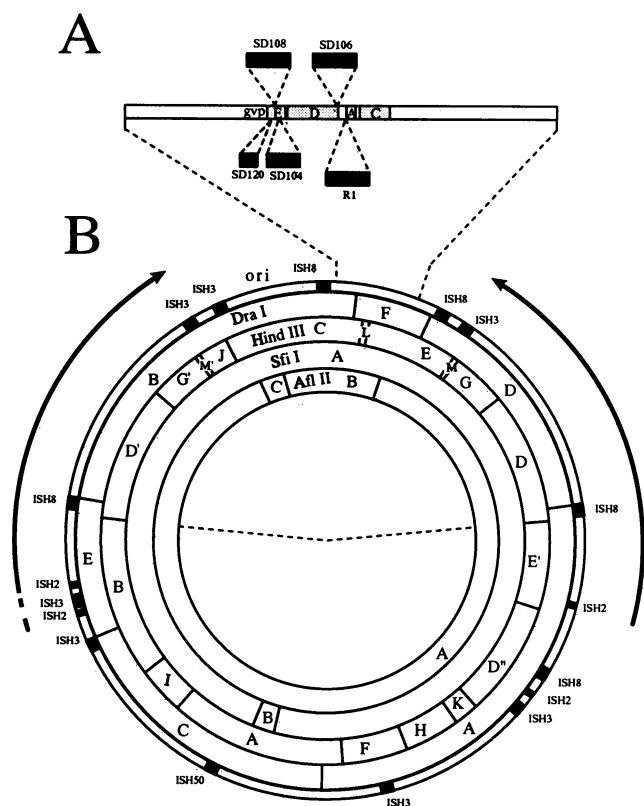 A
SD108 SD106
gvp E D A C
SD120 SD104
R1
B
ori
ISH8
ISH3
ISH3
ISH8
ISH3
Dra I
F
Hind III C
L
Sfi I A
E
M
G
D
B
G'
M'
J
C Afl II B
D'
D
ISH8
ISH8
E
B
E'
ISH2
ISH3
ISH2
ISH3
ISH2
A
D"
ISH8
ISH2
ISH3
I
B
K
H
A
C
A
F
ISH50
ISH3